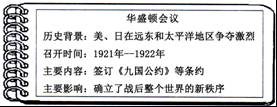 华盛顿会议
历史背景：美、日在远东和太平洋地区争夺激烈
召开时间：1921年--1922年
主要内容：签订《九国公约》等条约
主要影响：确立了战后整个世界的新秩序